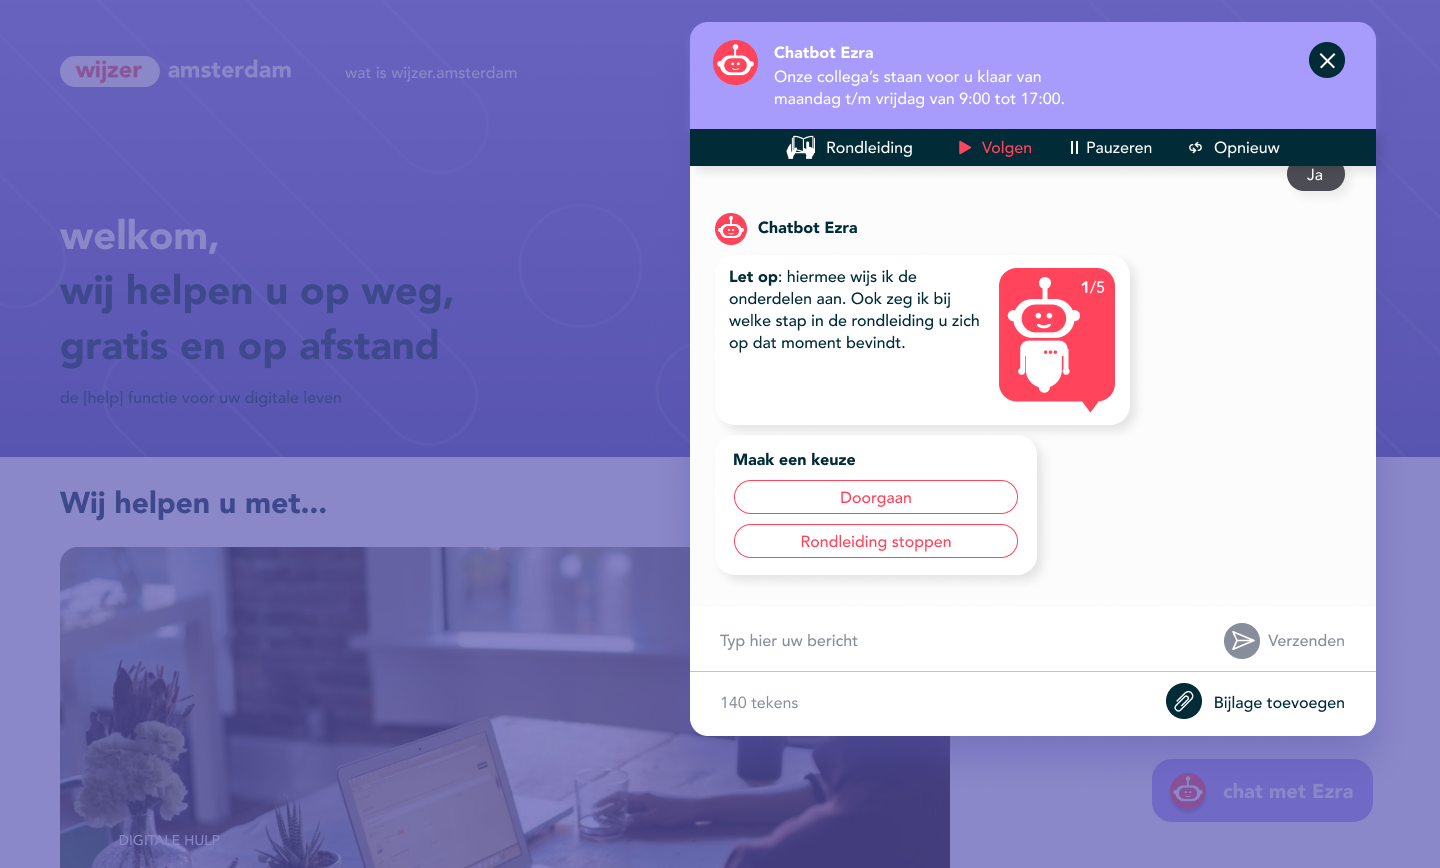 wijzer amsterdam
wat is wijzer.amsterdam
welkom,
wij helpen u op weg,
gratis en op afstand
de [help] functie voor uw digitale leven
Wij helpen u met...
DIGITALE HULP
Chatbot Ezra
Onze collega’s staan voor u klaar van
maandag t/m vrijdag van 9:00 tot 17:00.
Rondleiding
Volgen
Pauzeren
Opnieuw
Ja
Chatbot Ezra
Let op: hiermee wijs ik de
onderdelen aan. Ook zeg ik bij
welke stap in de rondleiding u zich
op dat moment bevindt.
1/5
Maak een keuze
Doorgaan
Rondleiding stoppen
Typ hier uw bericht
Verzenden
140 tekens
Bijlage toevoegen
chat met Ezra